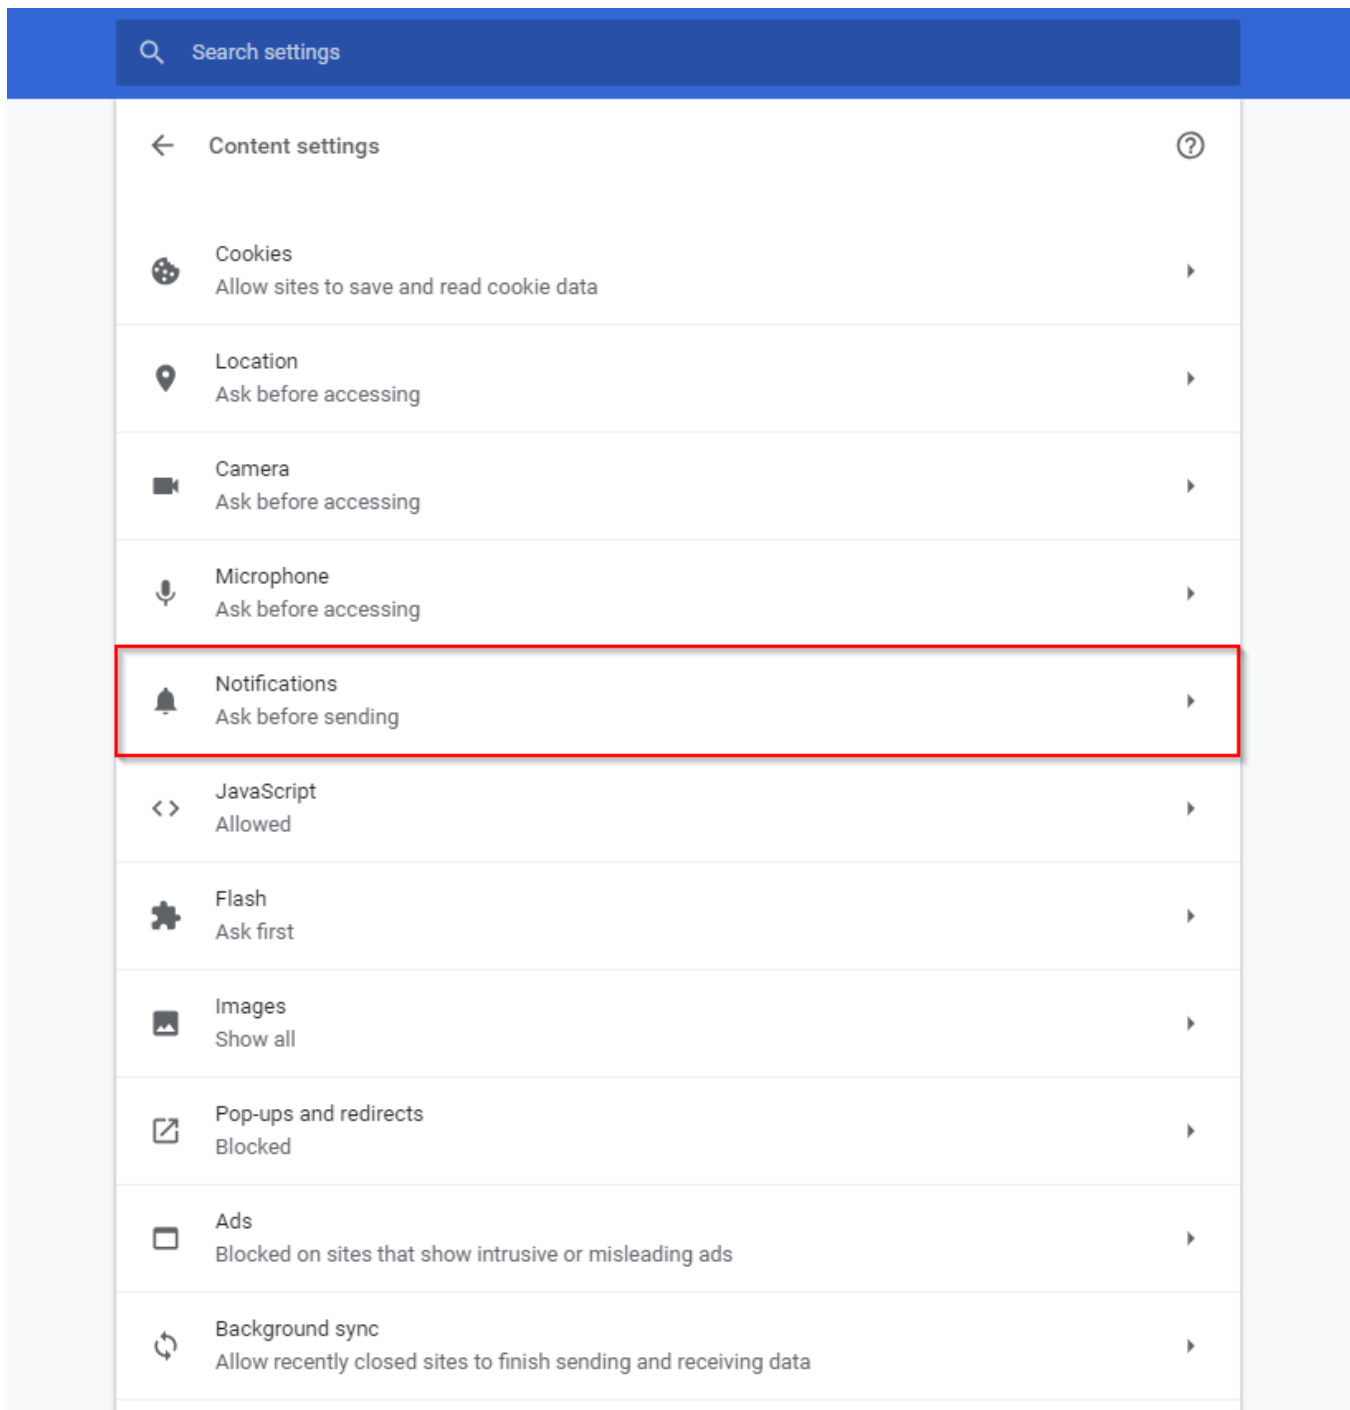 Search settings
Content settings
Cookies
Allow sites to save and read cookie data
Location
Ask before accessing
Camera
Ask before accessing
Microphone
Ask before accessing
Notifications
Ask before sending
JavaScript
Allowed
Flash
Ask first
Images
Show all
Pop-ups and redirects
Blocked
Ads
Blocked on sites that show intrusive or misleading ads
Background sync
Allow recently closed sites to finish sending and receiving data